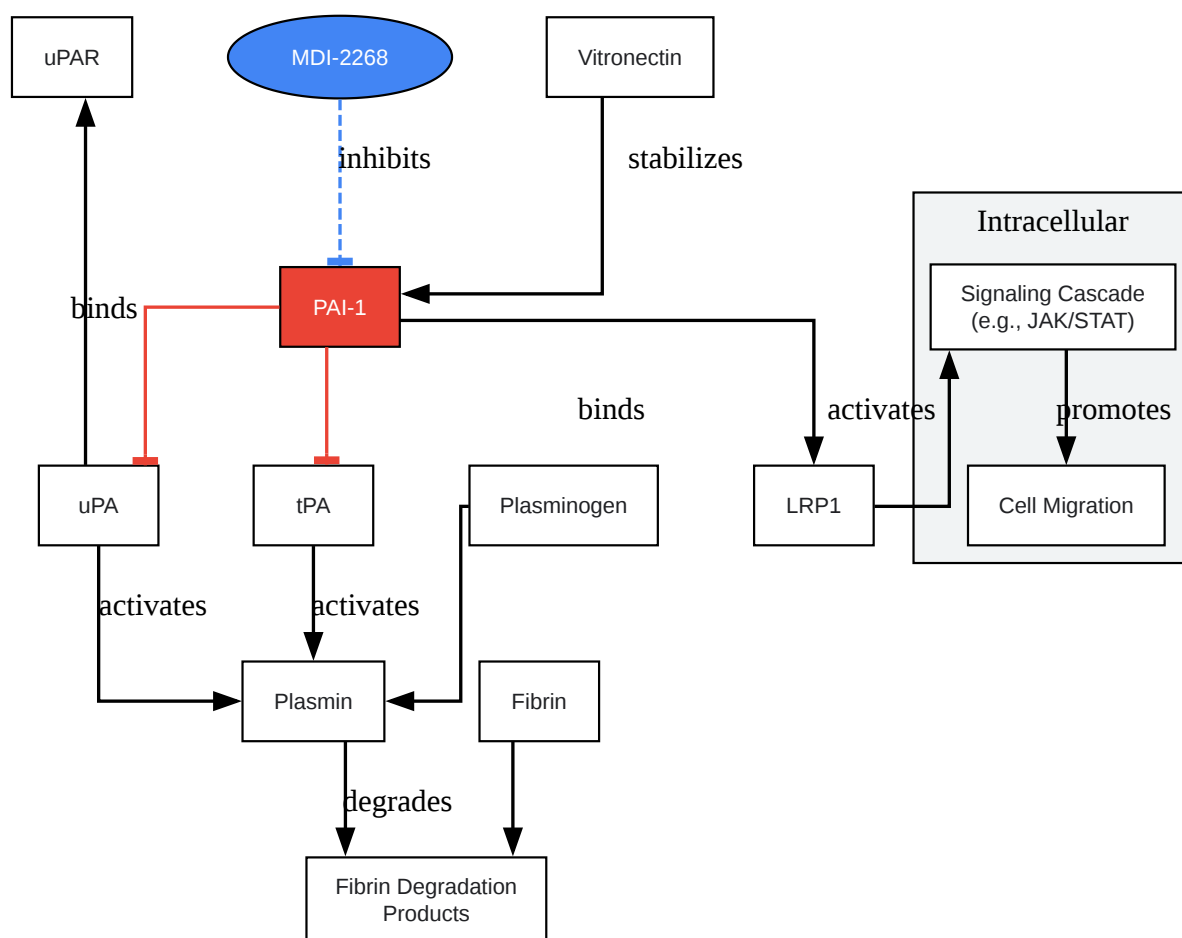 uPAR
MDI-2268
Vitronectin
inhibits
stabilizes
Intracellular
Signaling Cascade
(e.g., JAK/STAT)
binds
PAI-1
binds
activates
promotes
uPA
tPA
Plasminogen
LRP1
Cell Migration
activates
activates
Plasmin
Fibrin
degrades
Fibrin Degradation
Products